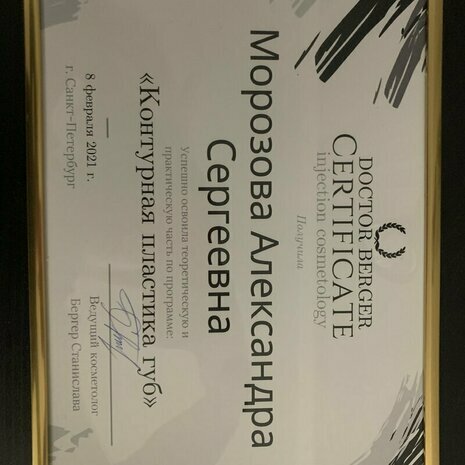 DOCTOR BERGER
CERTIFICATE
injection cosmetology
Получила
Морозова Александра
Сергеевна
Успешно освоила теоретическую и
практическую часть по программе:
«Контурная пластика губ»
8 февраля 2021 г.
г. Санкт-Петербург
Ведущий косметолог
Бергер Станислава